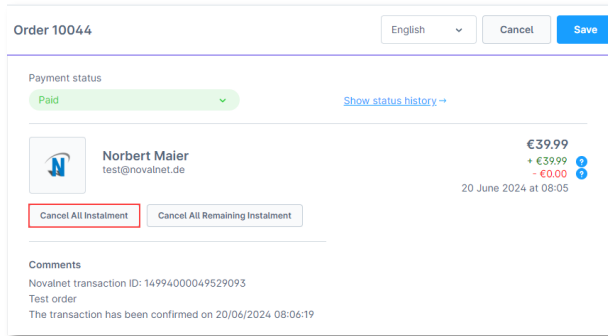 Order 10044
English
Cancel
Save
Payment status
Paid
Show status history→
N
Norbert Maier
test@novalnet.de
€39.99
+ €39.99 ?
- €0.00 ?
20 June 2024 at 08:05
Cancel All Instalment
Cancel All Remaining Instalment
Comments
Novalnet transaction ID: 14994000049529093
Test order
The transaction has been confirmed on 20/06/2024 08:06:19